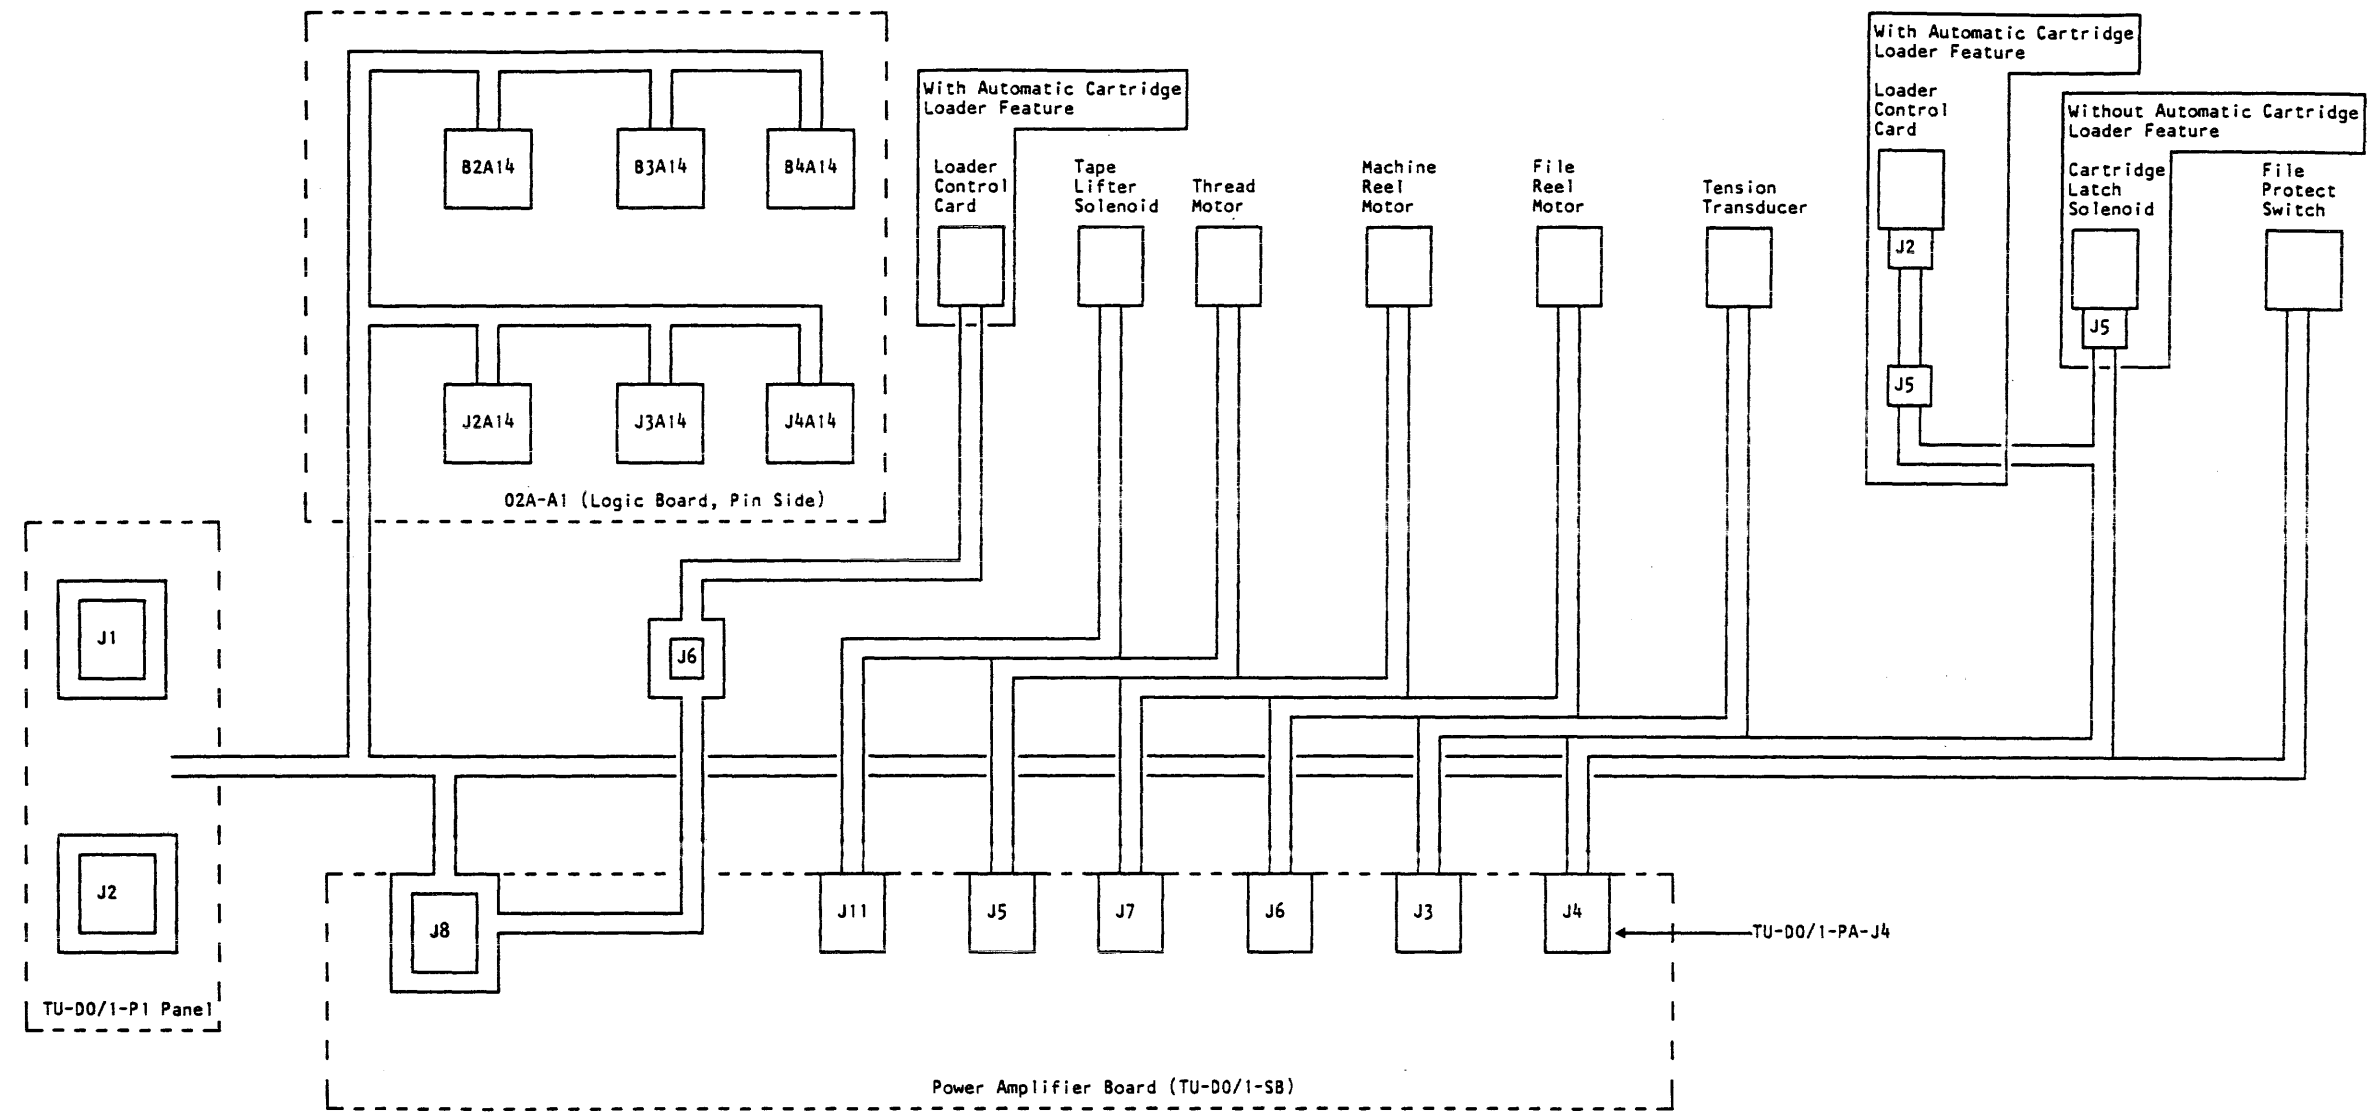 With Automatic Cartridge
Loader Feature
Loader
Control
Card
J2
J5
Without Automatic Cartridge
Loader Feature
Cartridge
Latch
Solenoid
J5
File
Protect
Switch
With Automatic Cartridge
Loader Feature
Loader
Control
Card
Tape
Lifter
Solenoid
Thread
Motor
Machine
Reel
Motor
File
Reel
Motor
Tension
Transducer
B2A14
B3A14
B4A14
J2A14
J3A14
J4A14
02A-A1 (Logic Board, Pin Side)
J1
J2
TU-D0/1-P1 Panel
J6
J8
J11
J5
J7
J6
J3
J4
TU-D0/1-PA-J4
Power Amplifier Board (TU-D0/1-SB)